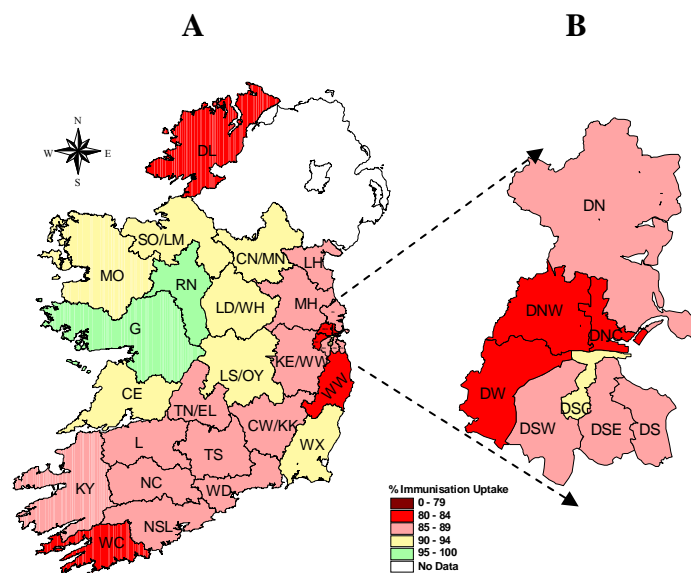 A B
N
W E
S
DL
DN
SO/LM
CN/MN
LH
MO
RN
MH
LD/WH
DNW
DNC
G
KE/WW
LS/OY
WW
DW
CE
TN/EL
DSC
DSW
DSE
DS
CW/KK
L
TS
WX
KY
NC
WD
% Immunisation Uptake
0 - 79
NSL
80 - 84
WC
85 - 89
90 - 94
95 - 100
No Data